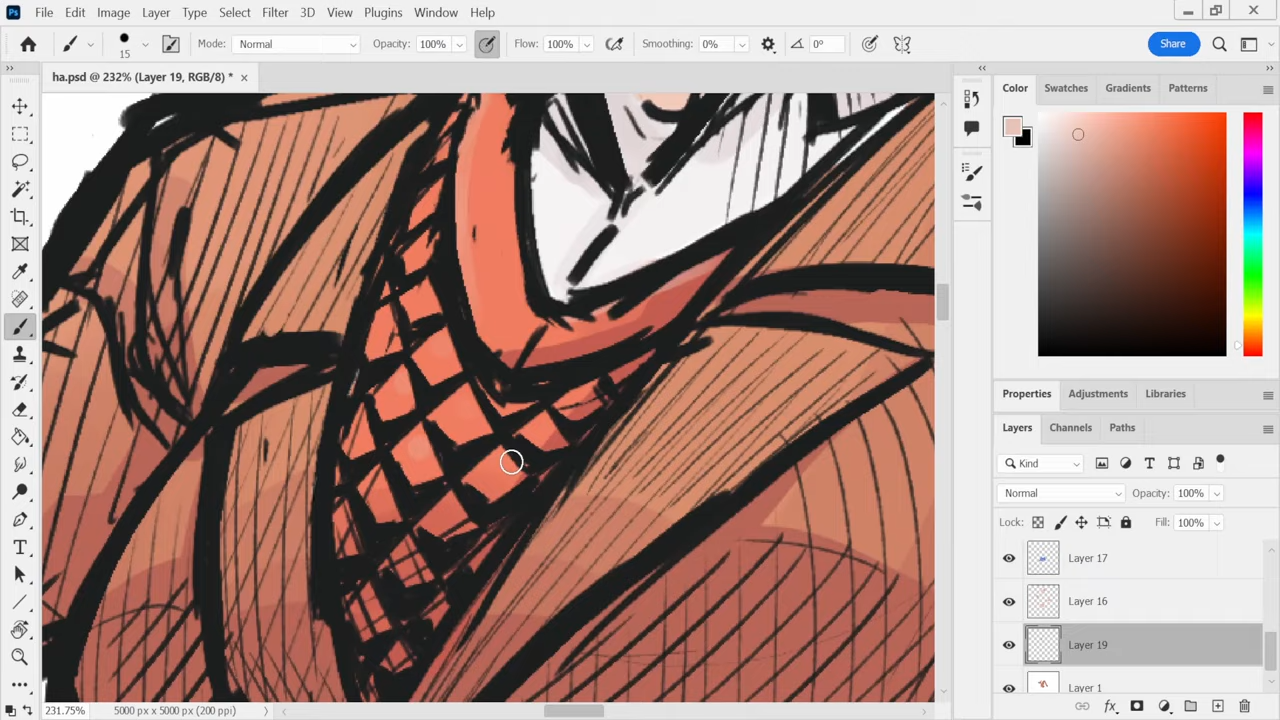 Ps File Edit Image Layer Type Select Filter 3D View Plugins Window Help
15 Mode: Normal Opacity: 100% Flow: 100% Smoothing: 0% 0° Share
ha.psd @ 232% (Layer 19, RGB/8) *
Color Swatches Gradients Patterns
Properties Adjustments Libraries
Layers Channels Paths
Kind
Normal Opacity: 100%
Lock: Fill: 100%
Layer 17
Layer 16
Layer 19
Layer 1
231.75% 5000 px x 5000 px (200 ppi)